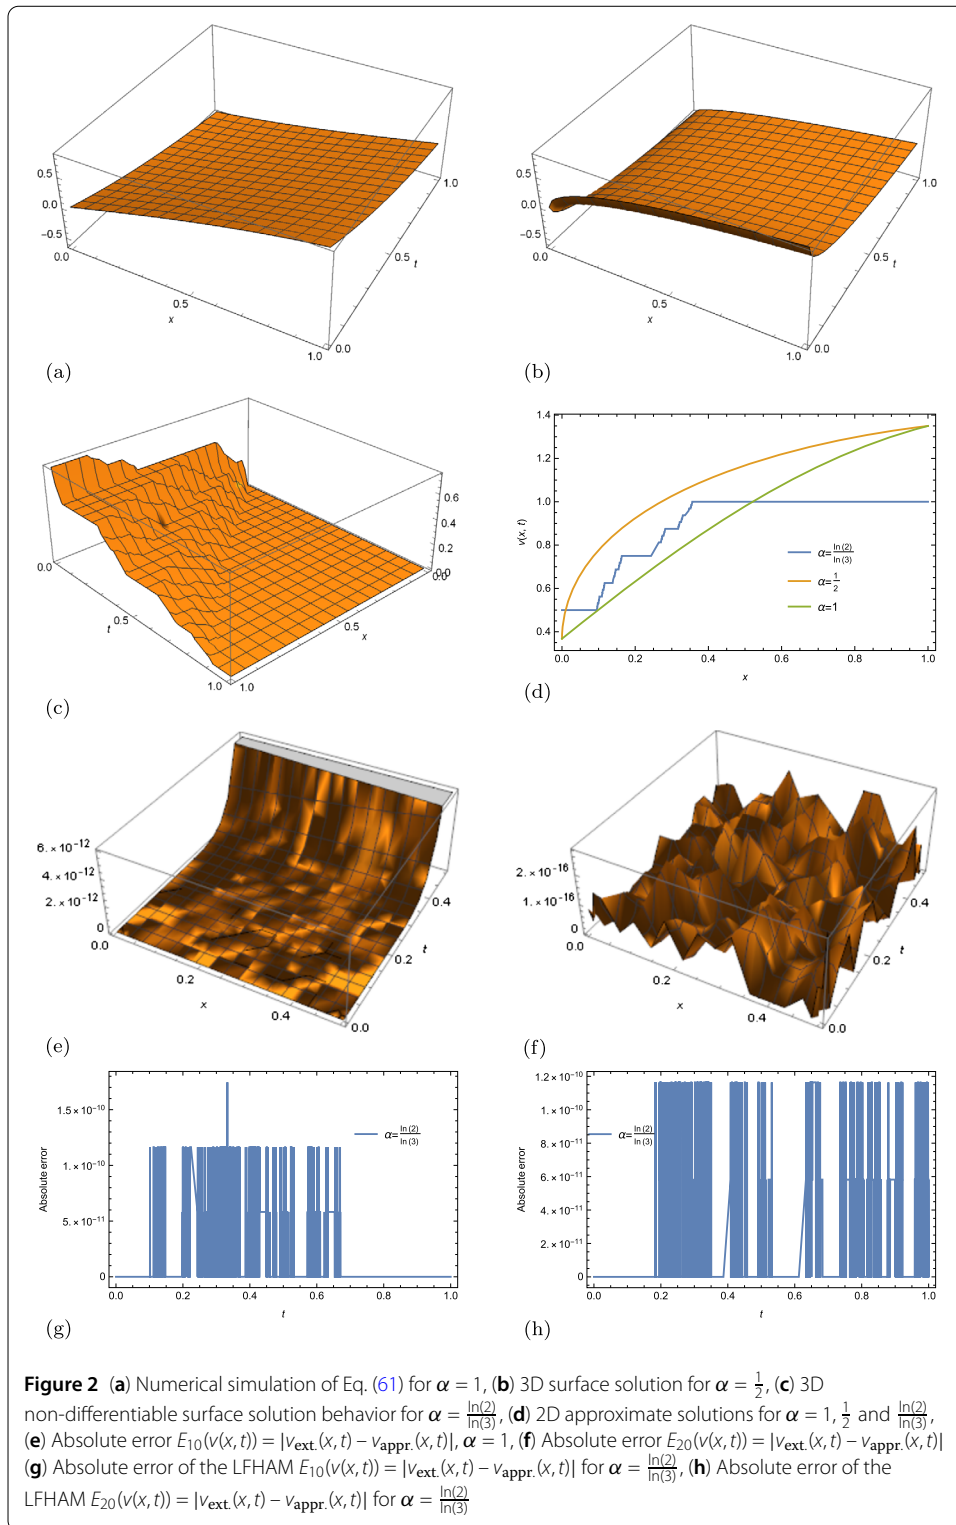 0.5
0.0
−0.5
0.0
0.5
x
1.0
0.0
0.5
t
1.0
(a)
0.5
0.0
−0.5
0.0
0.5
x
1.0
0.0
0.5
t
1.0
(b)
0.0
t
0.5
1.0
1.0
0.5
x
0.0
0.0
0.2
0.4
0.6
(c)
1.4
1.2
1.0
0.8
0.6
0.4
v(x, t)
0.0 0.2 0.4 0.6 0.8 1.0
x
α=ln(2)/ln(3)
α=1/2
α=1
(d)
6. × 10⁻¹²
4. × 10⁻¹²
2. × 10⁻¹²
0
0.0
0.2
x
0.4
0.0
0.2
t
0.4
(e)
2. × 10⁻¹⁶
1. × 10⁻¹⁶
0
0.0
0.2
x
0.4
0.0
0.2
t
0.4
(f)
1.5 × 10⁻¹⁰
1. × 10⁻¹⁰
5. × 10⁻¹¹
0
Absolute error
α=ln(2)/ln(3)
0.0 0.2 0.4 0.6 0.8 1.0
t
(g)
1.2 × 10⁻¹⁰
1. × 10⁻¹⁰
8. × 10⁻¹¹
6. × 10⁻¹¹
4. × 10⁻¹¹
2. × 10⁻¹¹
0
Absolute error
α=ln(2)/ln(3)
0.0 0.2 0.4 0.6 0.8 1.0
t
(h)
Figure 2 (a) Numerical simulation of Eq. (61) for α = 1, (b) 3D surface solution for α = 1/2, (c) 3D
non-differentiable surface solution behavior for α = ln(2)/ln(3), (d) 2D approximate solutions for α = 1, 1/2 and ln(2)/ln(3),
(e) Absolute error E₁₀(v(x, t)) = |vₑₓₜ.(x, t) – vₐₚₚᵣ.(x, t)|, α = 1, (f) Absolute error E₂₀(v(x, t)) = |vₑₓₜ.(x, t) – vₐₚₚᵣ.(x, t)|
(g) Absolute error of the LFHAM E₁₀(v(x, t)) = |vₑₓₜ.(x, t) – vₐₚₚᵣ.(x, t)| for α = ln(2)/ln(3), (h) Absolute error of the
LFHAM E₂₀(v(x, t)) = |vₑₓₜ.(x, t) – vₐₚₚᵣ.(x, t)| for α = ln(2)/ln(3)